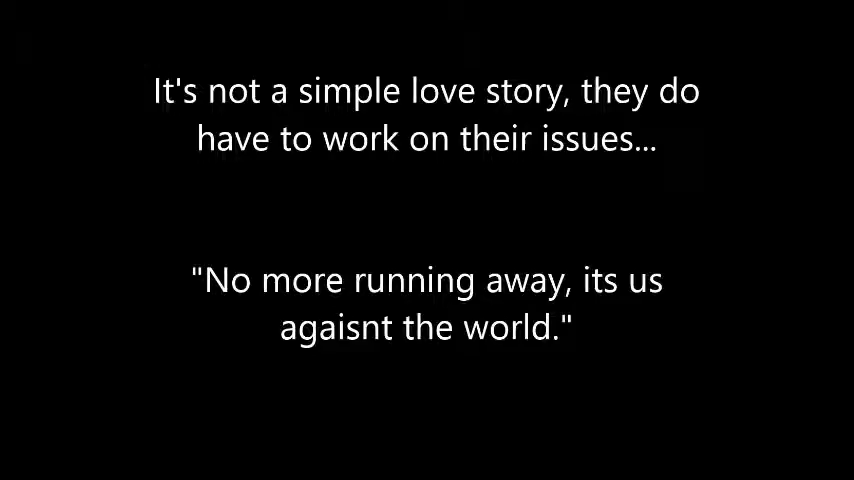 It's not a simple love story, they do
have to work on their issues...
"No more running away, its us
agaisnt the world."